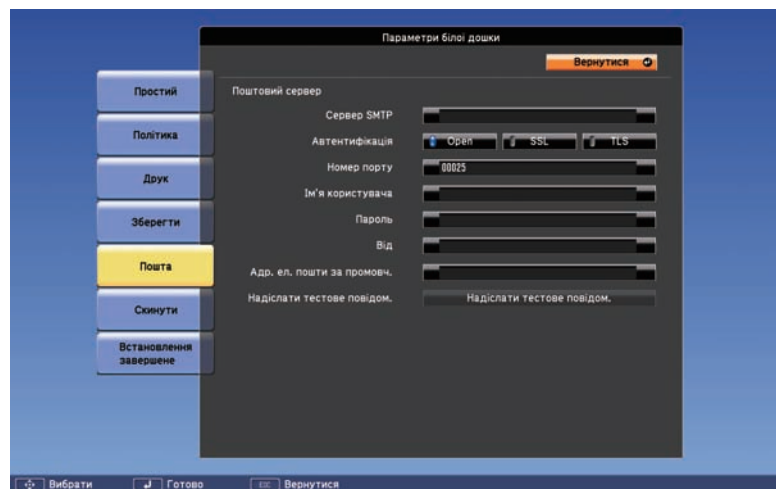 Параметри білої дошки
Вернутися
Простий
Політика
Друк
Зберегти
Пошта
Скинути
Встановлення
завершене
Поштовий сервер
Сервер SMTP
Автентифікація Open SSL TLS
Номер порту 00025
Ім'я користувача
Пароль
Від
Адр. ел. пошти за промовч.
Надіслати тестове повідом. Надіслати тестове повідом.
Вибрати Готово Esc Вернутися